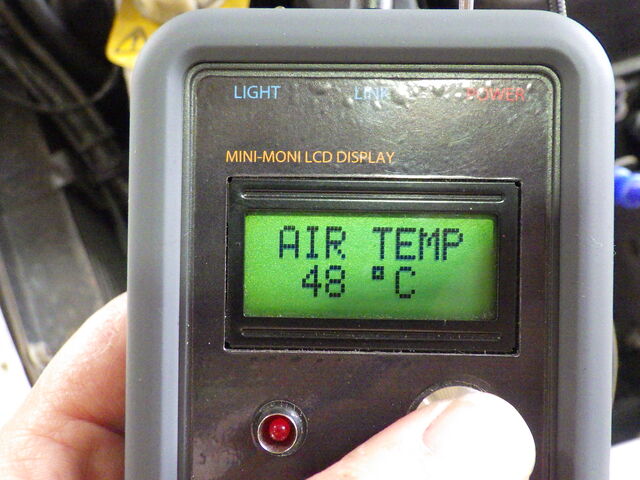 LIGHT LINK POWER
MINI-MONI LCD DISPLAY
AIR TEMP
48 °C